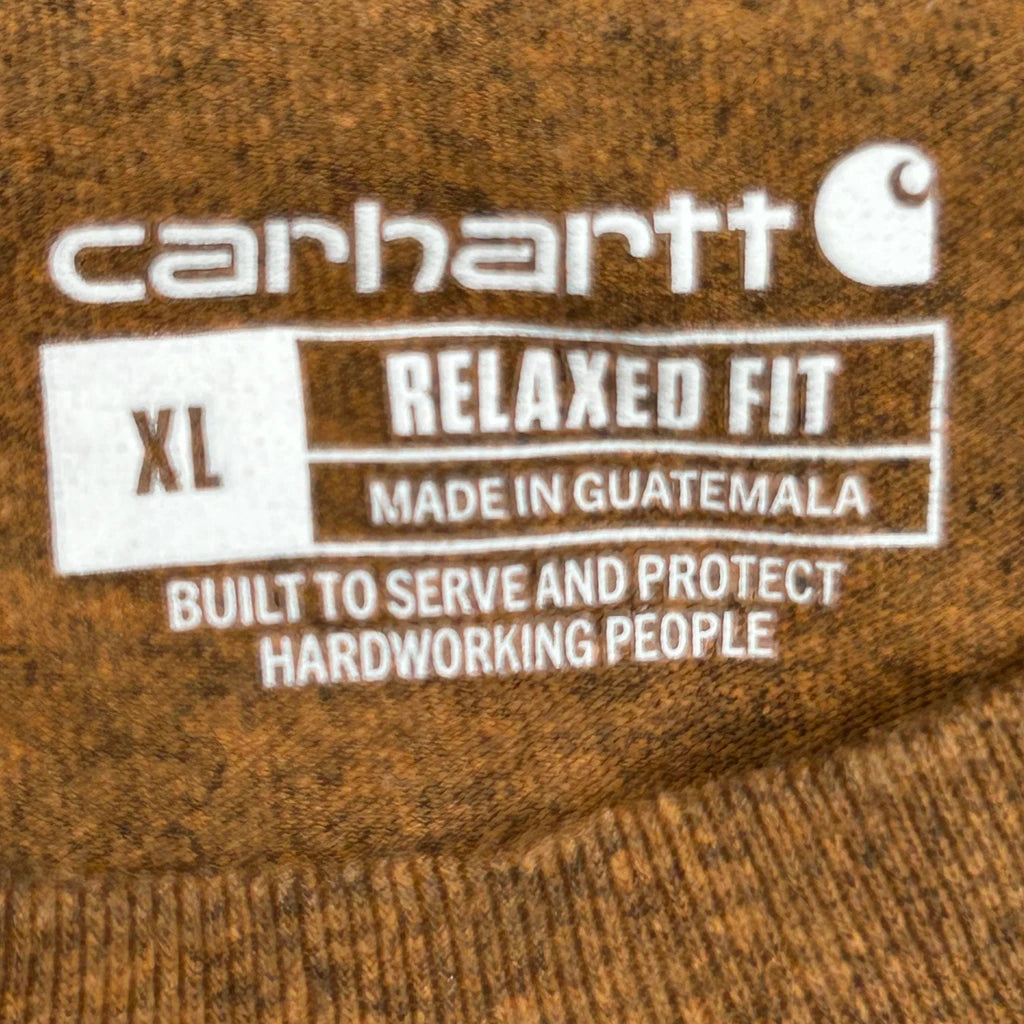 carhartt
XL
RELAXED FIT
MADE IN GUATEMALA
BUILT TO SERVE AND PROTECT
HARDWORKING PEOPLE